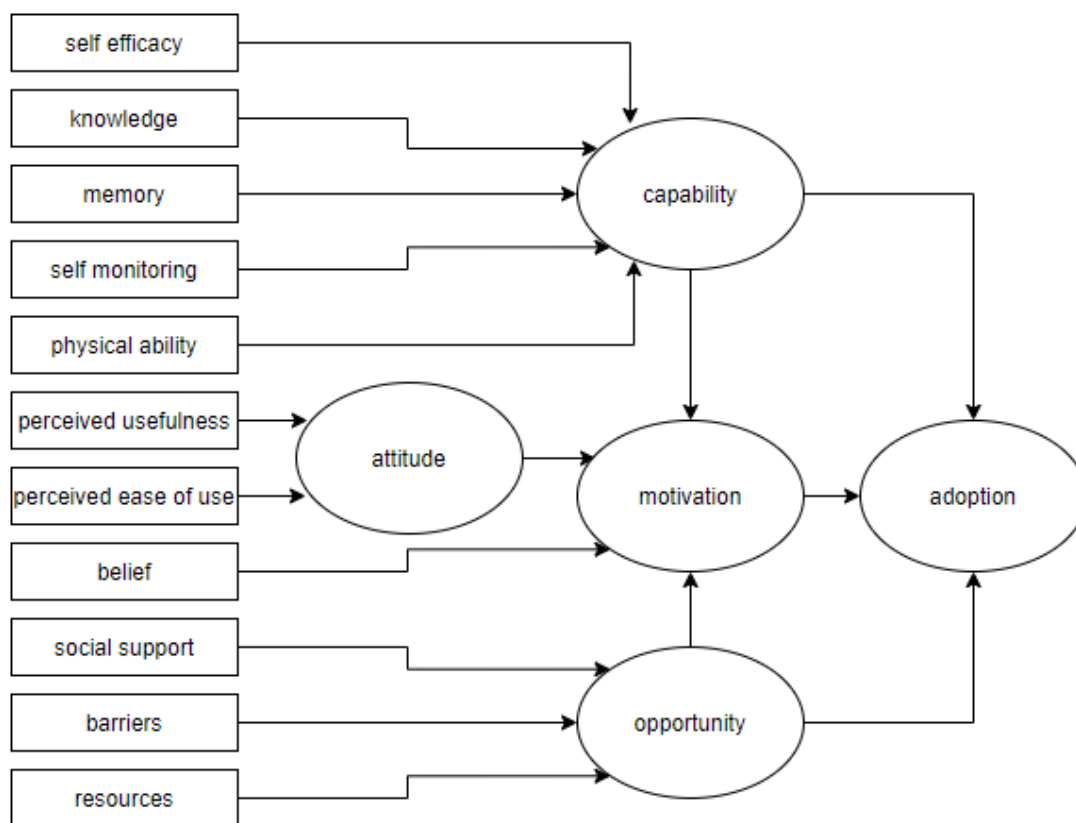 self efficacy
knowledge
memory
self monitoring
physical ability
perceived usefulness
perceived ease of use
belief
social support
barriers
resources
capability
attitude
motivation
adoption
opportunity